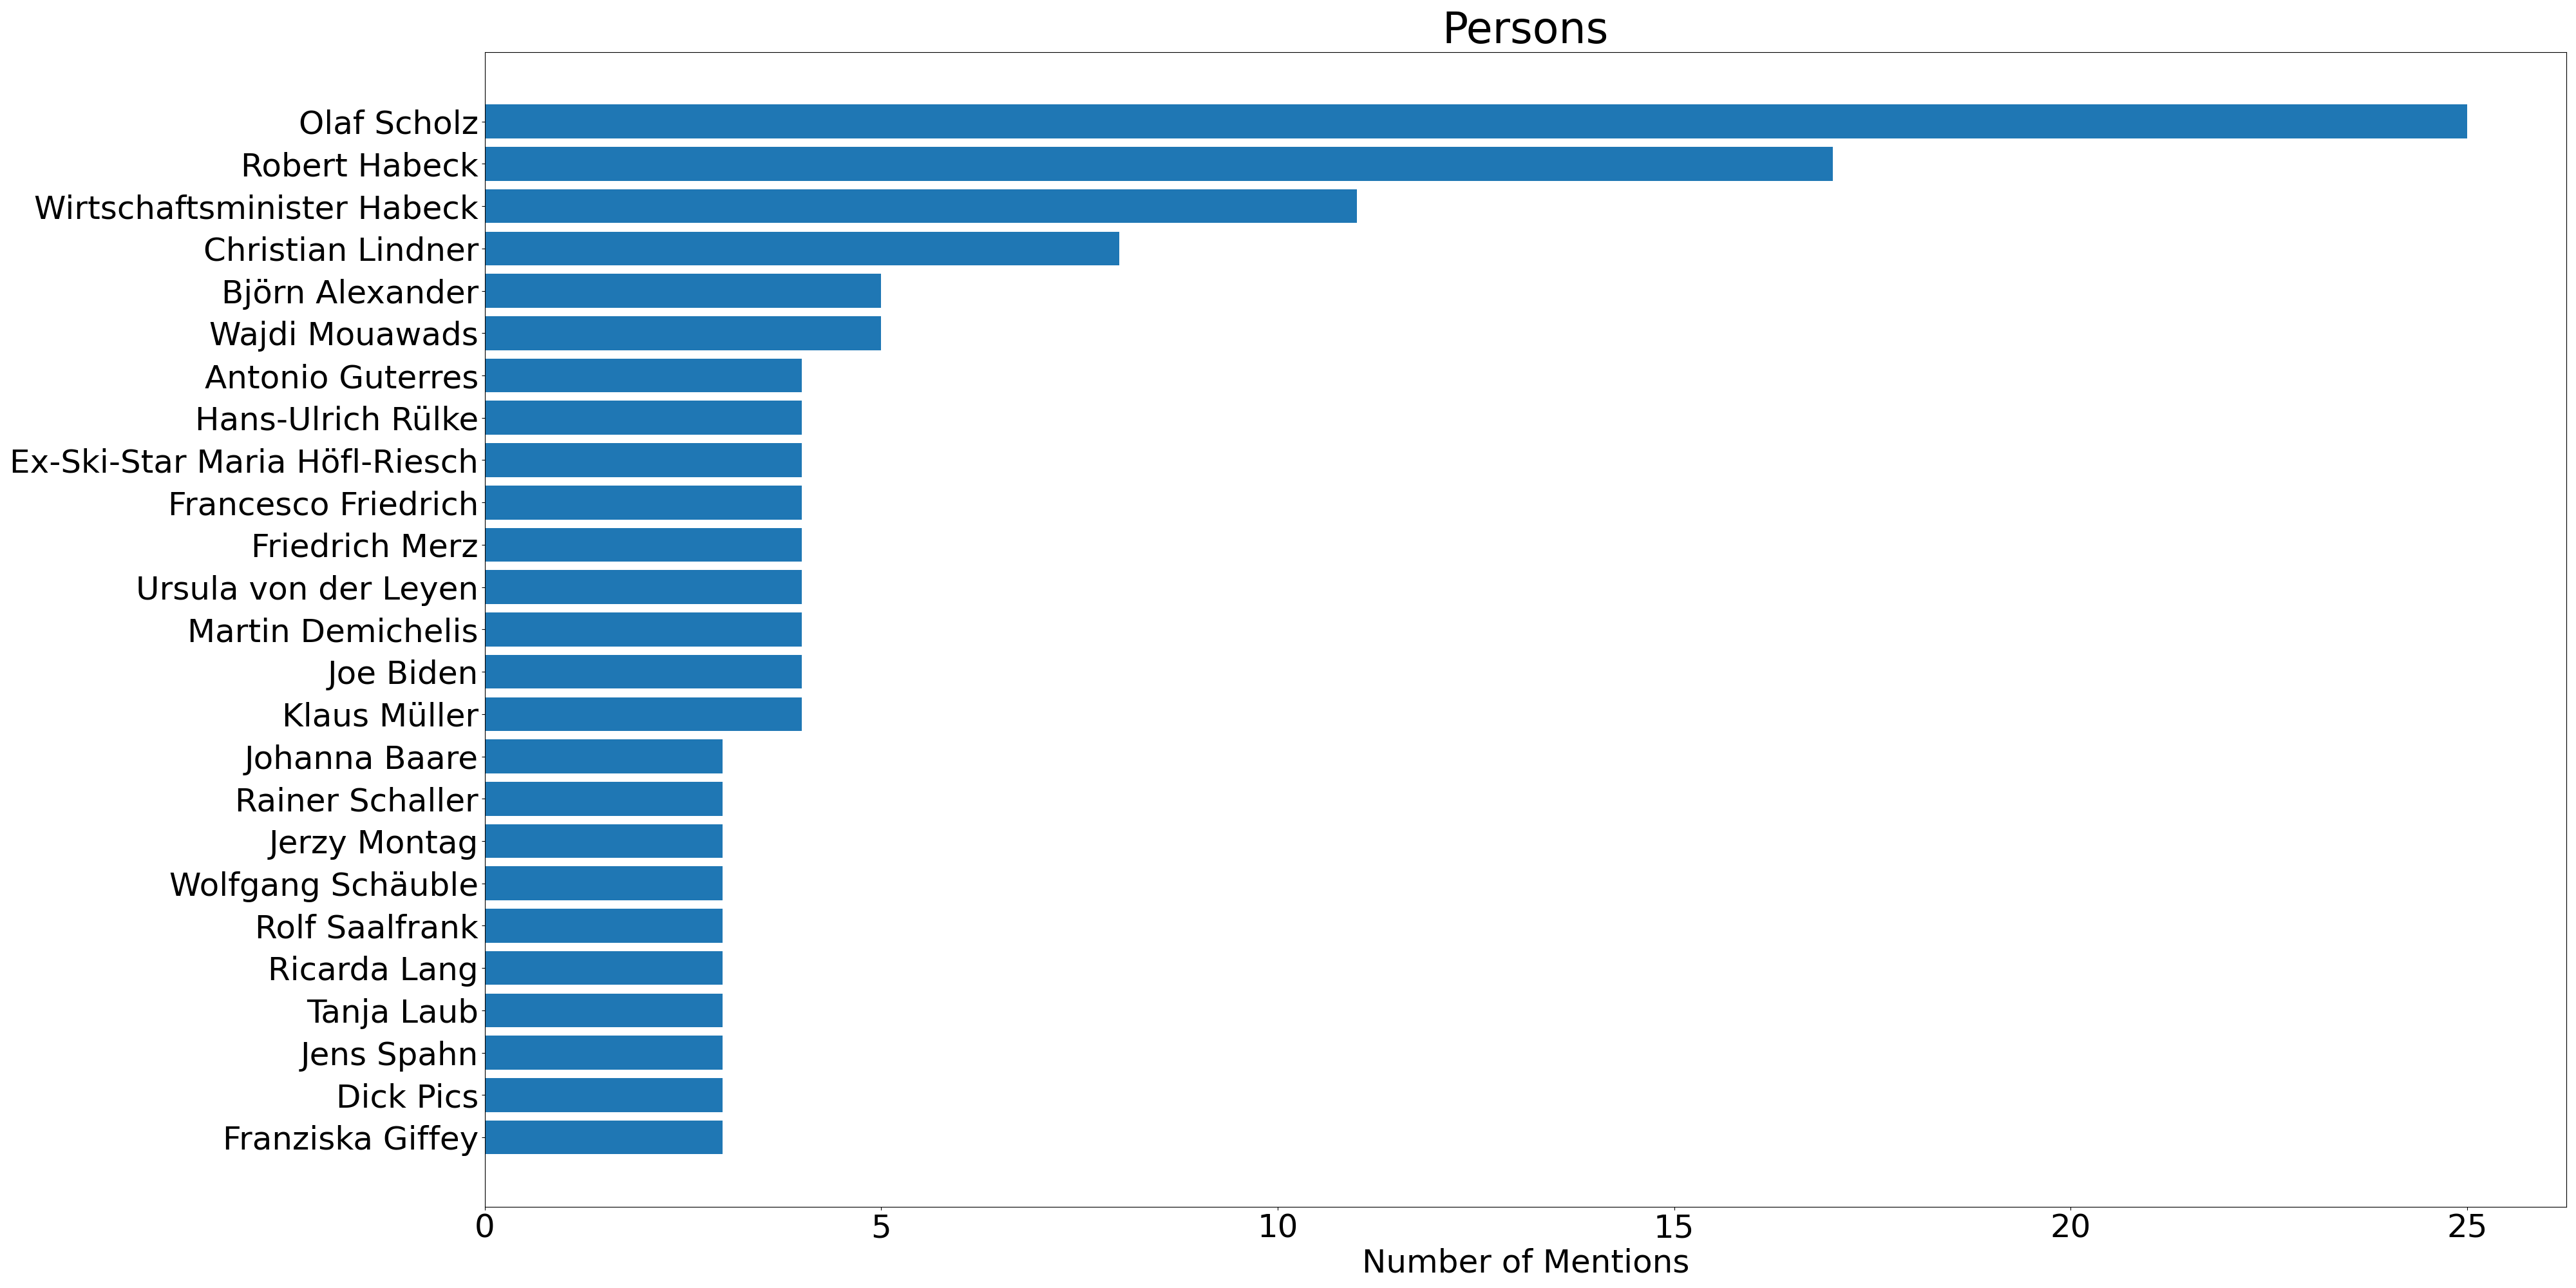 Persons
Olaf Scholz
Robert Habeck
Wirtschaftsminister Habeck
Christian Lindner
Björn Alexander
Wajdi Mouawads
Antonio Guterres
Hans-Ulrich Rülke
Ex-Ski-Star Maria Höfl-Riesch
Francesco Friedrich
Friedrich Merz
Ursula von der Leyen
Martin Demichelis
Joe Biden
Klaus Müller
Johanna Baare
Rainer Schaller
Jerzy Montag
Wolfgang Schäuble
Rolf Saalfrank
Ricarda Lang
Tanja Laub
Jens Spahn
Dick Pics
Franziska Giffey
0 5 10 15 20 25
Number of Mentions